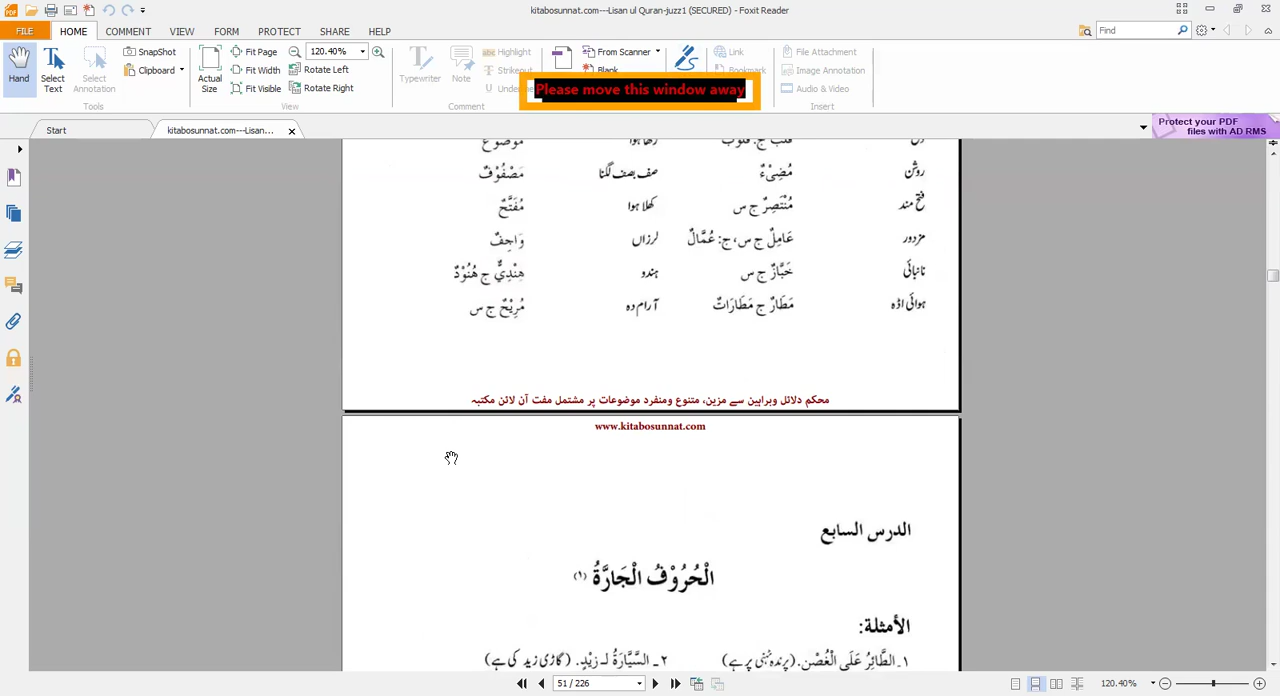 kitabosunnat.com---Lisan ul Quran-juzz1 (SECURED) - Foxit Reader
FILE HOME COMMENT VIEW FORM PROTECT SHARE HELP
Find
Hand
Select Text
Select Annotation
SnapShot
Clipboard
Tools
Actual Size
Fit Page
Fit Width
Fit Visible
120.40%
Rotate Left
Rotate Right
View
Typewriter
Note
Highlight
Strikeout
Comment
From Scanner
Blank
Link
Bookmark
File Attachment
Image Annotation
Audio & Video
Insert
Please move this window away
Start
kitabosunnat.com---Lisan...
Protect your PDF
files with AD RMS
روشن مُضِیْءٌ صف بصف لگنا مَصْفُوْفٌ
فتح مند مُنْتَصِرٌ ج س کھلا ہوا مُفَتَّحٌ
مزدور عَامِلٌ ج س، ج: عُمَّالٌ لرزاں وَاجِفٌ
نانبائی خَبَّازٌ ج س ہندو هِنْدِيٌّ ج هُنُوْدٌ
ہوائی اڈہ مَطَارٌ ج مَطَارَاتٌ آرام دہ مُرِيْحٌ ج س
محکم دلائل وبراہین سے مزین، متنوع ومنفرد موضوعات پر مشتمل مفت آن لائن مکتبہ
www.kitabosunnat.com
الدرس السابع
الْحُرُوْفُ الْجَارَّةُ (۱)
الأمثلة:
۱۔ الطَّائِرُ عَلَى الْغُصْنِ. (پرندہ ٹہنی پر ہے) ۲۔ السَّيَّارَةُ لِـ زَيْدٍ. (گاڑی زید کی ہے)
51 / 226
120.40%